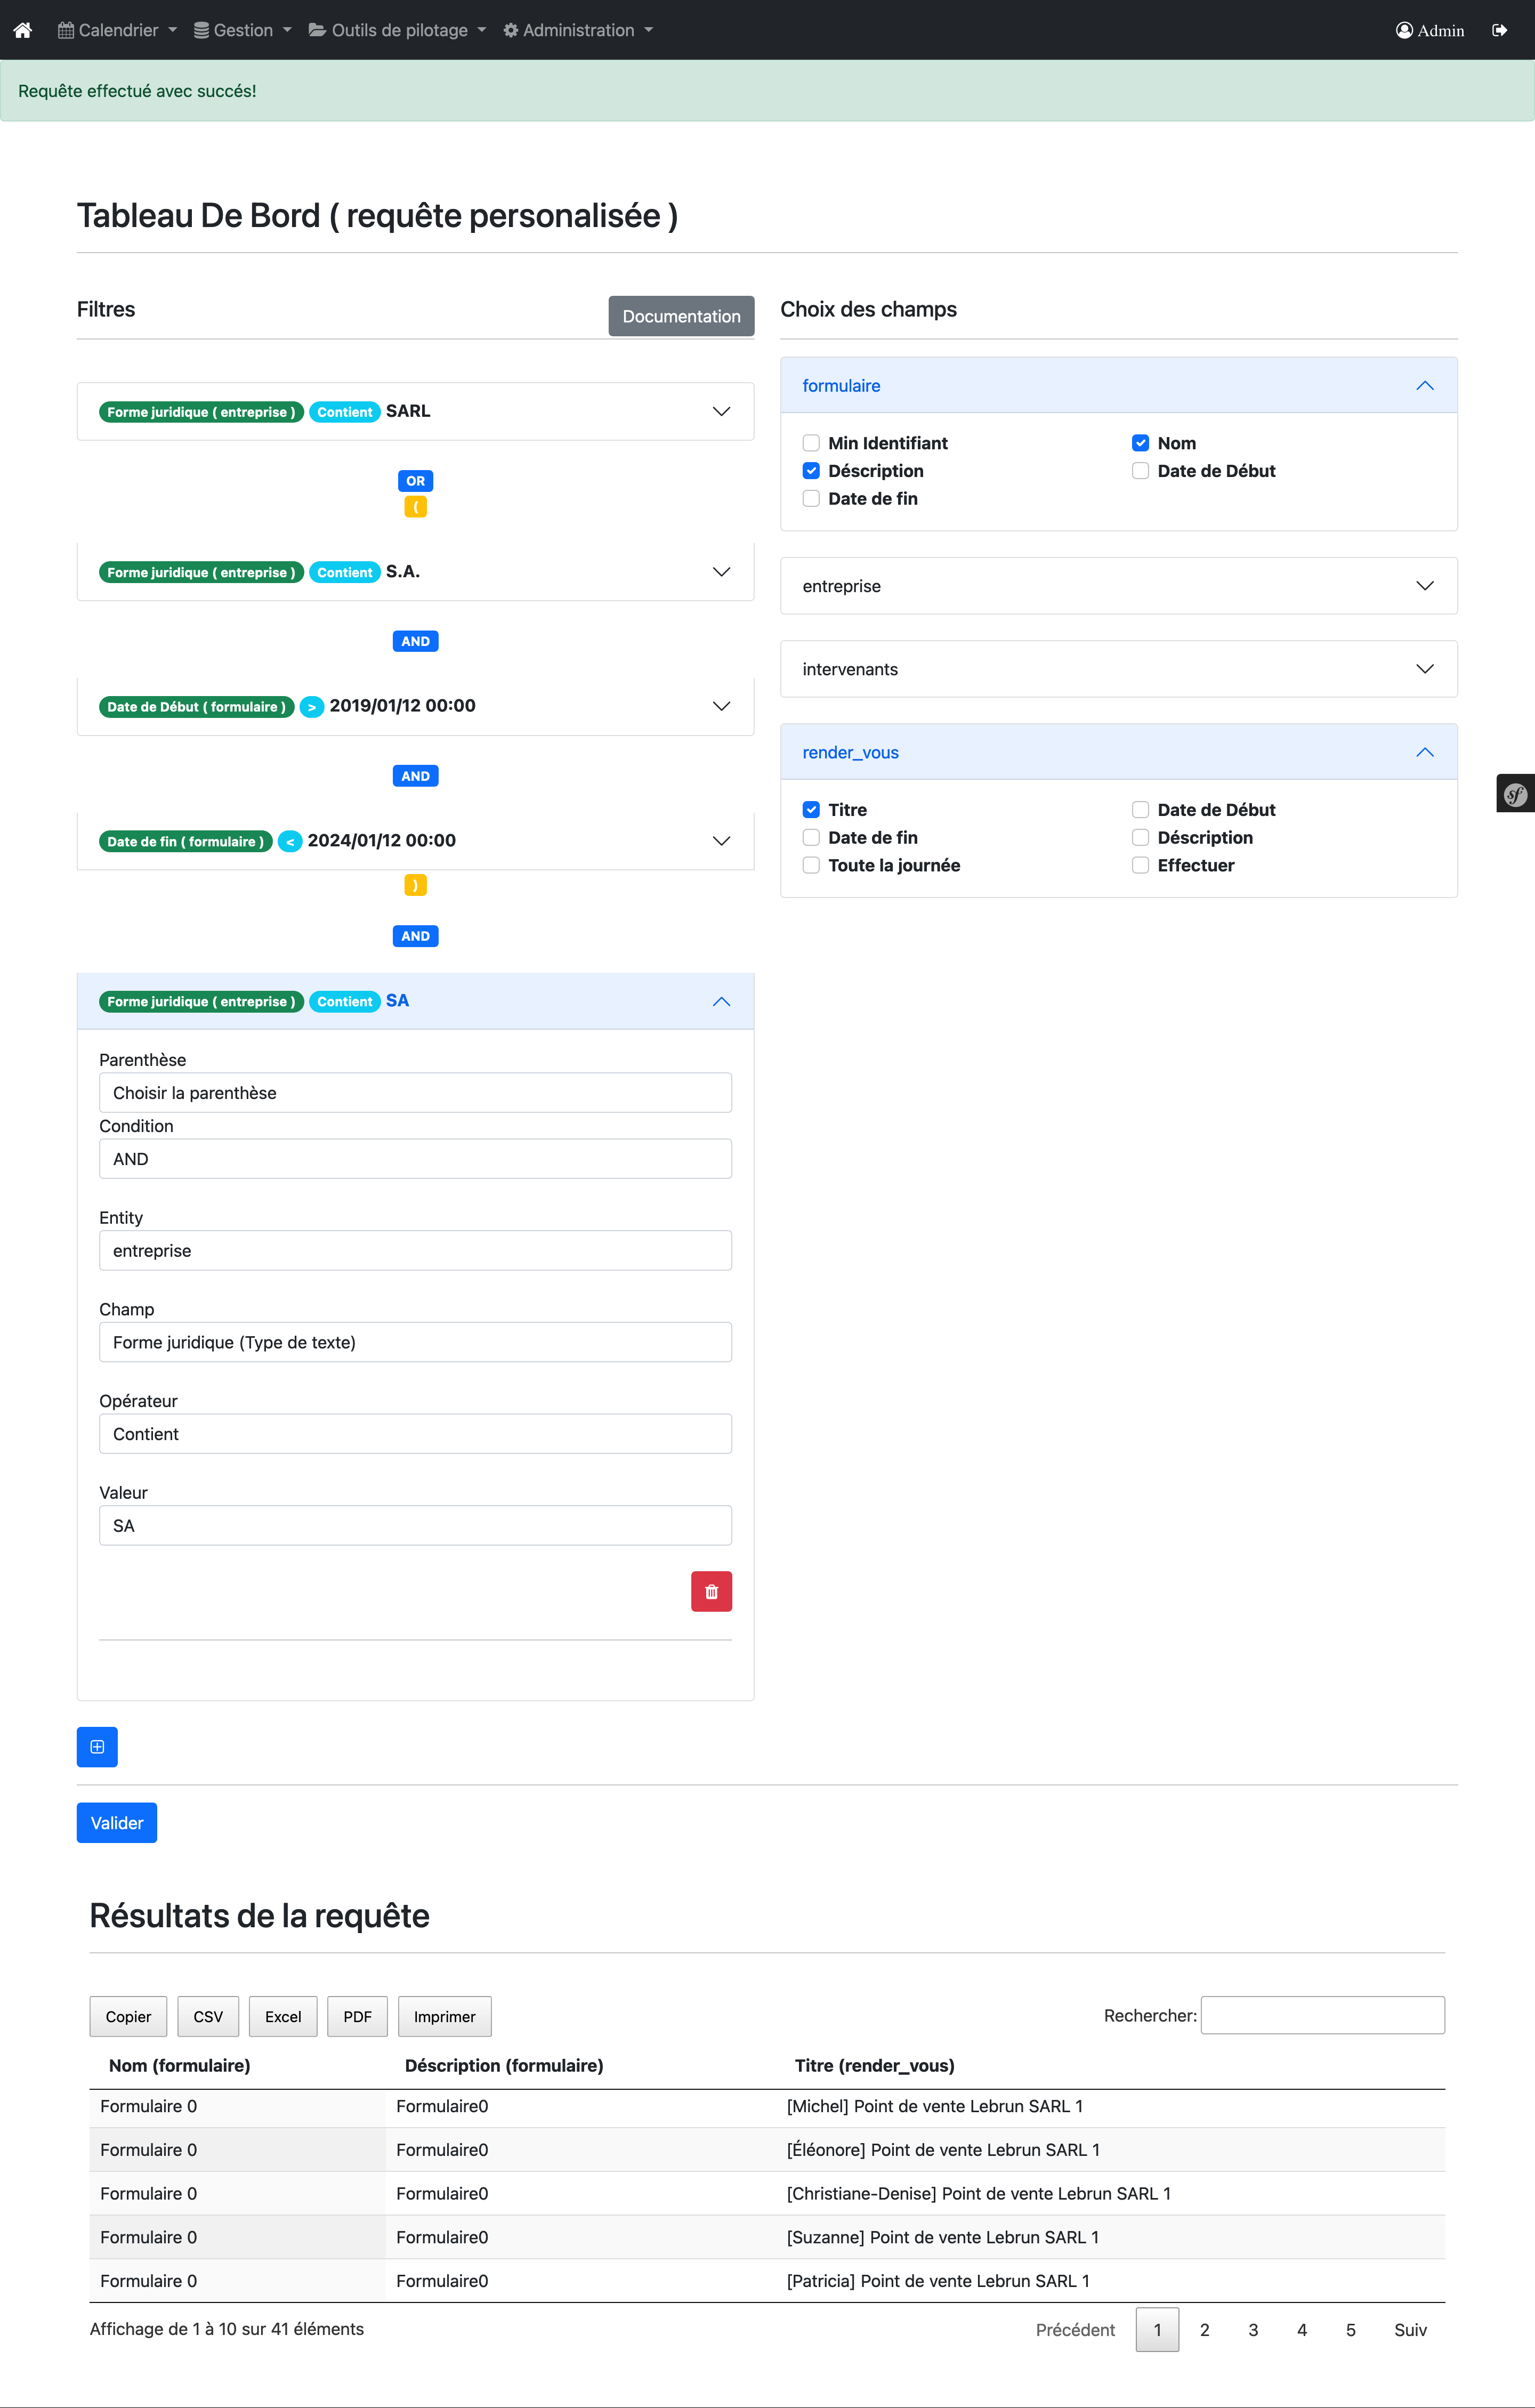 Calendrier Gestion Outils de pilotage Administration Admin
Requête effectué avec succés!
Tableau De Bord ( requête personalisée )
Filtres
Documentation
Forme juridique ( entreprise ) Contient SARL
OR
(
Forme juridique ( entreprise ) Contient S.A.
AND
Date de Début ( formulaire ) > 2019/01/12 00:00
AND
Date de fin ( formulaire ) < 2024/01/12 00:00
)
AND
Forme juridique ( entreprise ) Contient SA
Parenthèse
Choisir la parenthèse
Condition
AND
Entity
entreprise
Champ
Forme juridique (Type de texte)
Opérateur
Contient
Valeur
SA
Choix des champs
formulaire
Min Identifiant Nom
Déscription Date de Début
Date de fin
entreprise
intervenants
render_vous
Titre Date de Début
Date de fin Déscription
Toute la journée Effectuer
sf
Valider
Résultats de la requête
Copier CSV Excel PDF Imprimer Rechercher:
Nom (formulaire) Déscription (formulaire) Titre (render_vous)
Formulaire 0 Formulaire0 [Michel] Point de vente Lebrun SARL 1
Formulaire 0 Formulaire0 [Éléonore] Point de vente Lebrun SARL 1
Formulaire 0 Formulaire0 [Christiane-Denise] Point de vente Lebrun SARL 1
Formulaire 0 Formulaire0 [Suzanne] Point de vente Lebrun SARL 1
Formulaire 0 Formulaire0 [Patricia] Point de vente Lebrun SARL 1
Affichage de 1 à 10 sur 41 éléments Précédent 1 2 3 4 5 Suiv